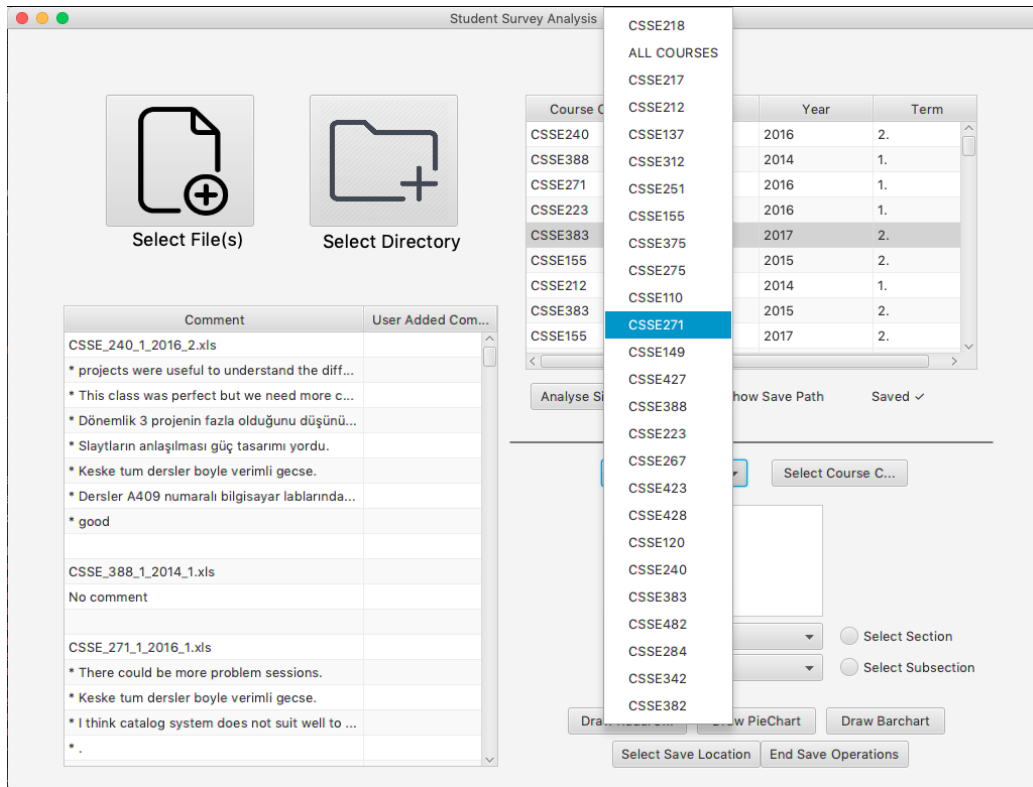 Student Survey Analysis
Select File(s)
Select Directory
Comment User Added Com...
CSSE_240_1_2016_2.xls
* projects were useful to understand the diff...
* This class was perfect but we need more c...
* Dönemlik 3 projenin fazla olduğunu düşünü...
* Slaytların anlaşılması güç tasarımı yordu.
* Keske tum dersler boyle verimli gecse.
* Dersler A409 numaralı bilgisayar lablarında...
* good
CSSE_388_1_2014_1.xls
No comment
CSSE_271_1_2016_1.xls
* There could be more problem sessions.
* Keske tum dersler boyle verimli gecse.
* I think catalog system does not suit well to ...
* .
Course Year Term
CSSE240 2016 2.
CSSE388 2014 1.
CSSE271 2016 1.
CSSE223 2016 1.
CSSE383 2017 2.
CSSE155 2015 2.
CSSE212 2014 1.
CSSE383 2015 2.
CSSE155 2017 2.
CSSE218
ALL COURSES
CSSE217
CSSE212
CSSE137
CSSE312
CSSE251
CSSE155
CSSE375
CSSE275
CSSE110
CSSE271
CSSE149
CSSE427
CSSE388
CSSE223
CSSE267
CSSE423
CSSE428
CSSE120
CSSE240
CSSE383
CSSE482
CSSE284
CSSE342
CSSE382
Analyse Save Path Saved ✓
Select Course C...
Select Section
Select Subsection
PieChart Draw Barchart
Select Save Location End Save Operations